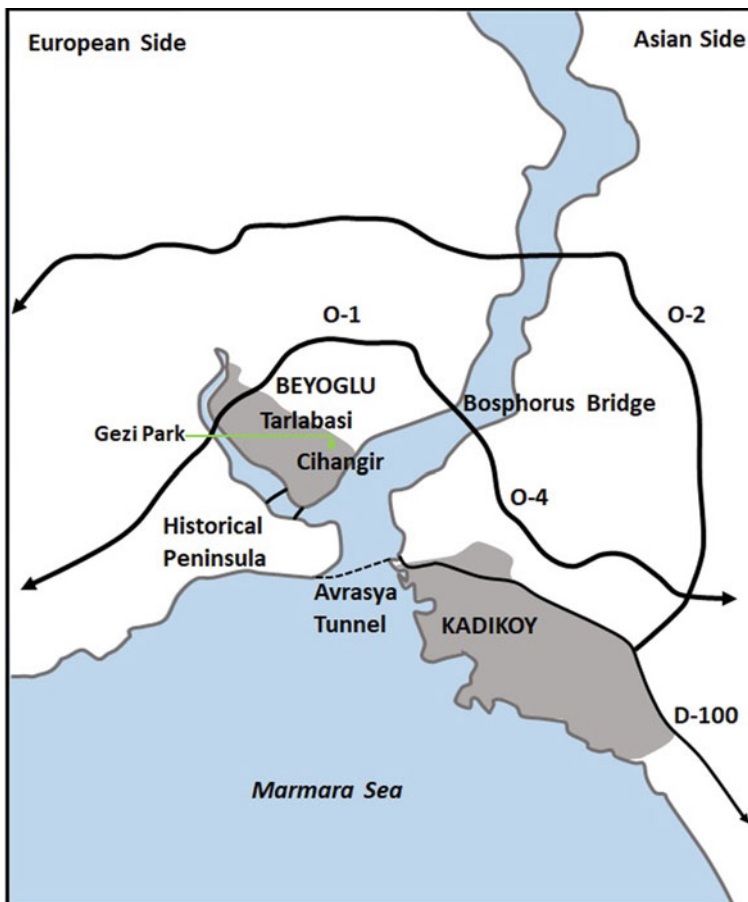 European Side
Asian Side
O-1
O-2
BEYOGLU
Tarlabasi
Bosphorus Bridge
Gezi Park
Cihangir
O-4
Historical
Peninsula
Avrasya
Tunnel
KADIKOY
D-100
Marmara Sea